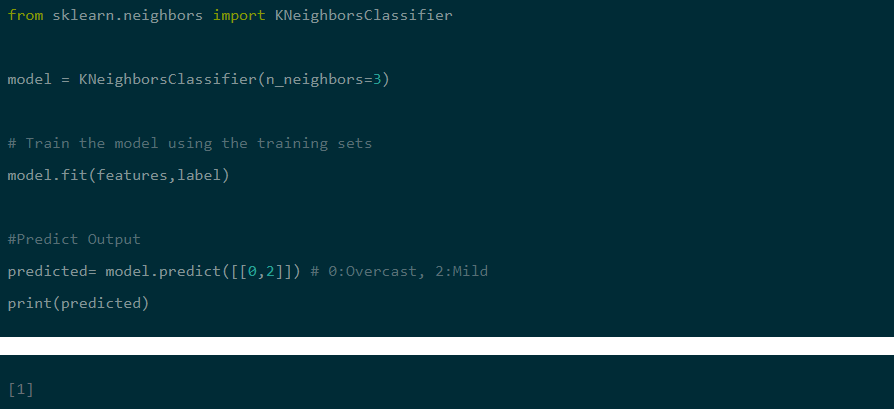 from sklearn.neighbors import KNeighborsClassifier
model = KNeighborsClassifier(n_neighbors=3)
# Train the model using the training sets
model.fit(features,label)
#Predict Output
predicted= model.predict([[0,2]]) # 0:Overcast, 2:Mild
print(predicted)
[1]